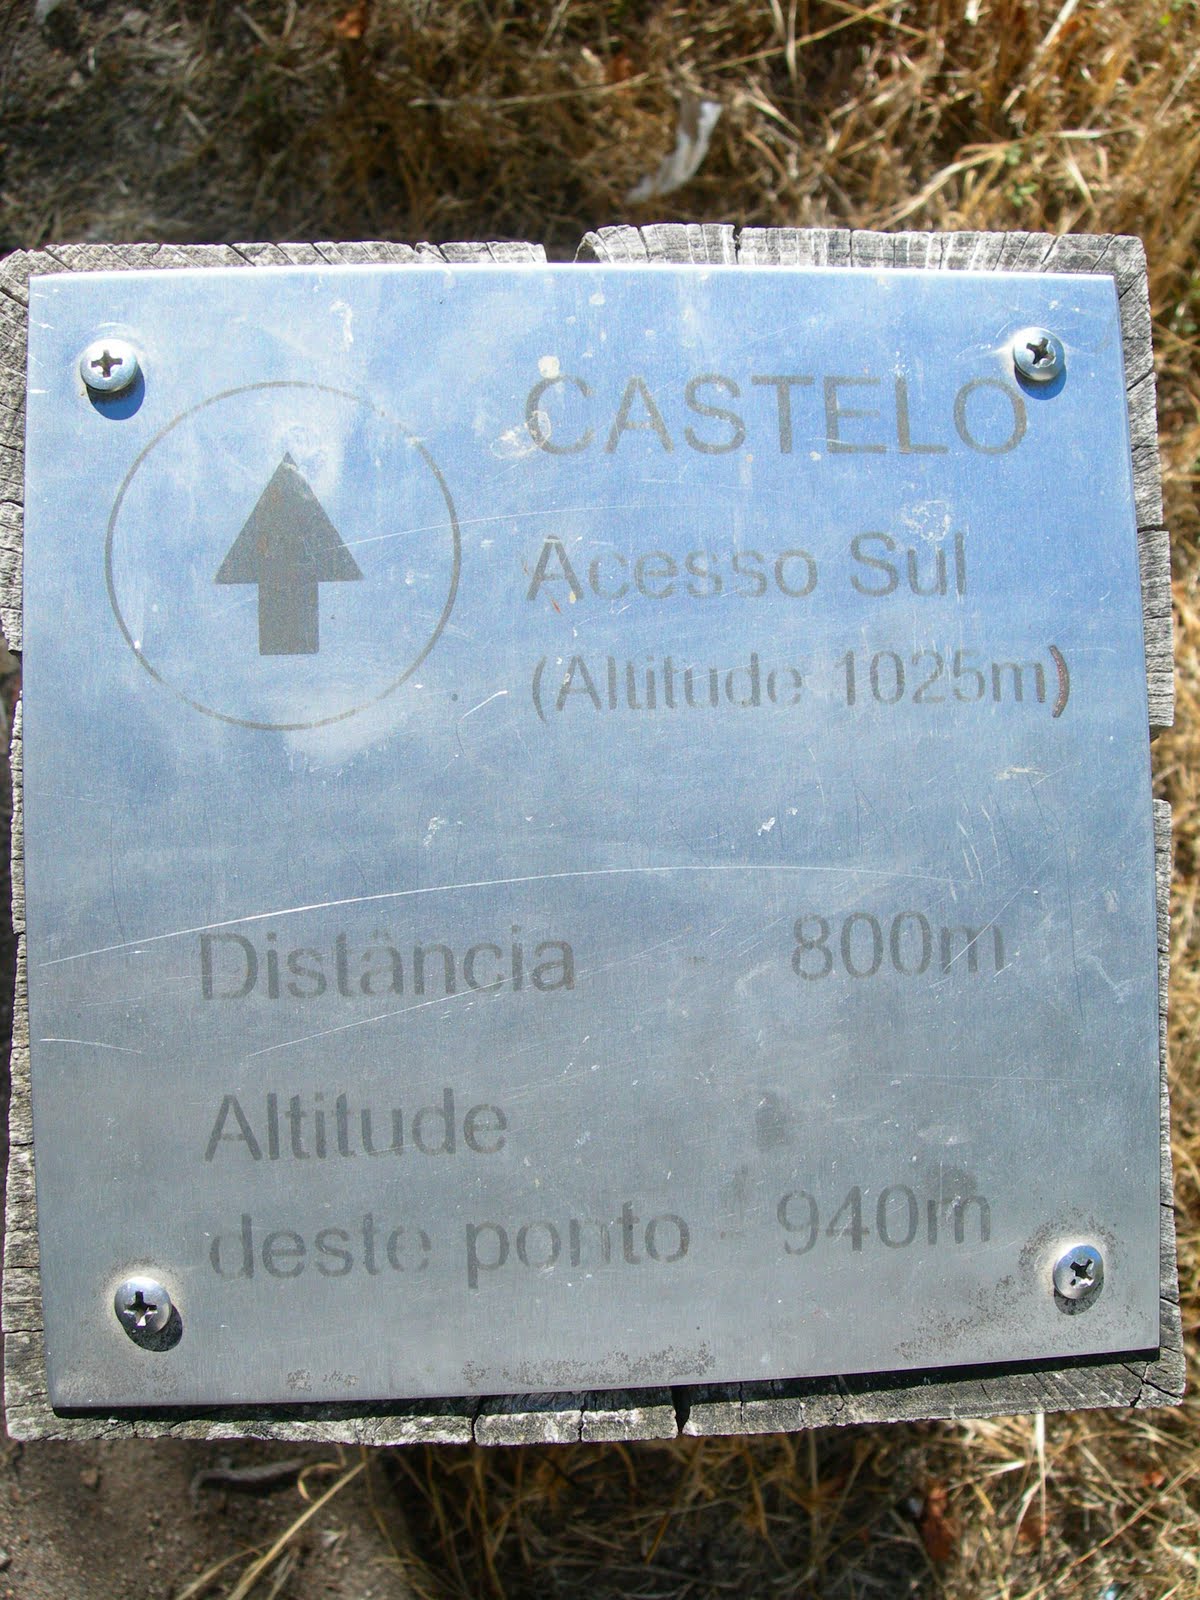 CASTELO
Acesso Sul
(Altitude 1025m)
Distância - 800m
Altitude
deste ponto - 940m